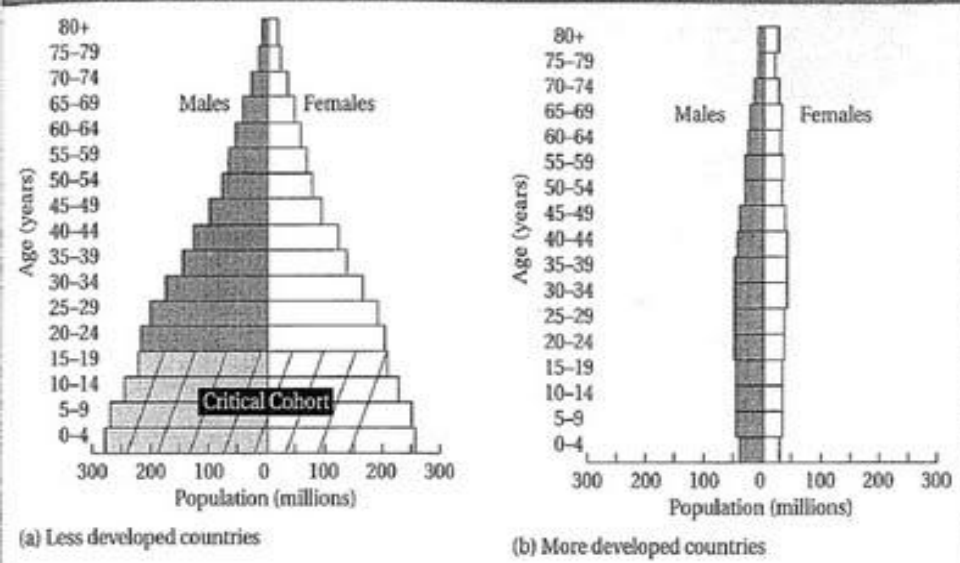 80+
75–79
70–74
65–69
60–64
55–59
50–54
45–49
40–44
35–39
30–34
25–29
20–24
15–19
10–14
5–9
0–4
Age (years)
Males
Females
Critical Cohort
300 200 100 0 100 200 300
Population (millions)
(a) Less developed countries
80+
75–79
70–74
65–69
60–64
55–59
50–54
45–49
40–44
35–39
30–34
25–29
20–24
15–19
10–14
5–9
0–4
Age (years)
Males
Females
300 200 100 0 100 200 300
Population (millions)
(b) More developed countries